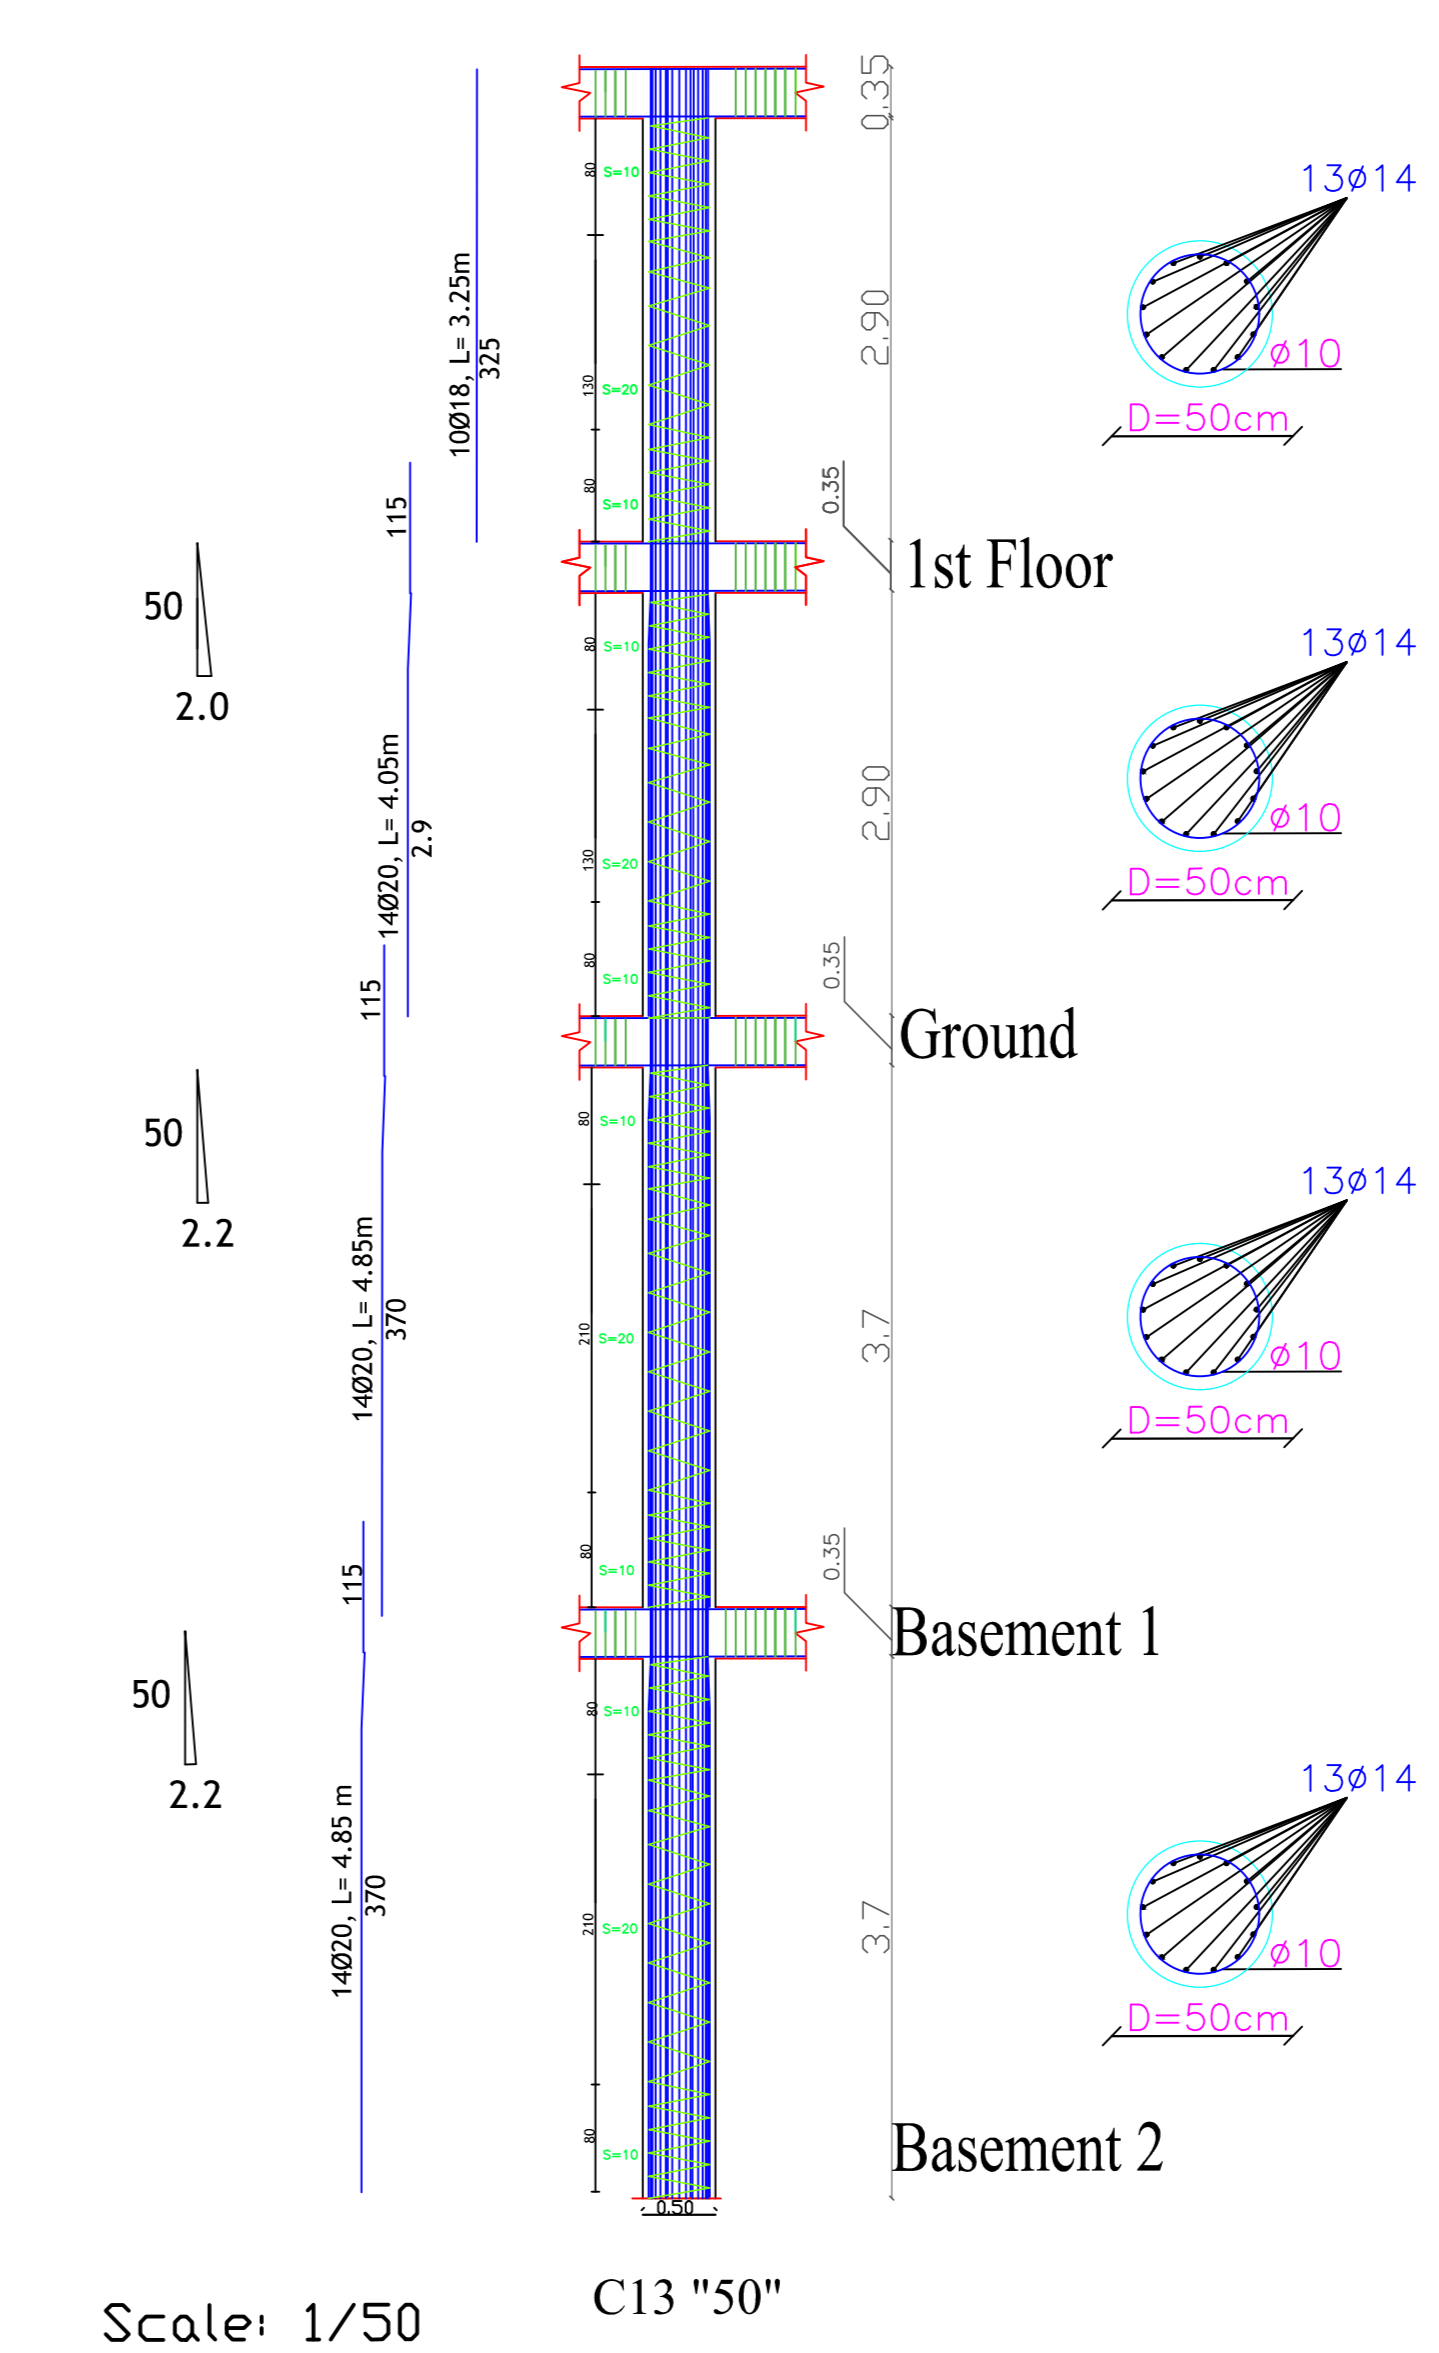 0.35
80
S=10
13ø14
10Ø18, L= 3.25m
325
2.90
ø10
130
S=20
D=50cm
80
S=10
115
0.35
1st Floor
50
2.0
80
S=10
13ø14
14Ø20, L= 4.05m
2.9
2.90
ø10
130
S=20
D=50cm
80
S=10
115
0.35
Ground
50
2.2
80
S=10
13ø14
14Ø20, L= 4.85m
370
210
S=20
3.7
ø10
D=50cm
80
S=10
115
0.35
Basement 1
50
2.2
80
S=10
13ø14
14Ø20, L= 4.85 m
370
210
S=20
3.7
ø10
D=50cm
80
S=10
Basement 2
0.50
C13 "50"
Scale: 1/50